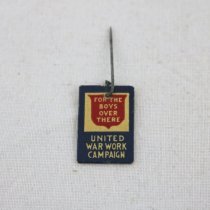 FOR THE
BOYS
OVER
THERE
UNITED
WAR WORK
CAMPAIGN